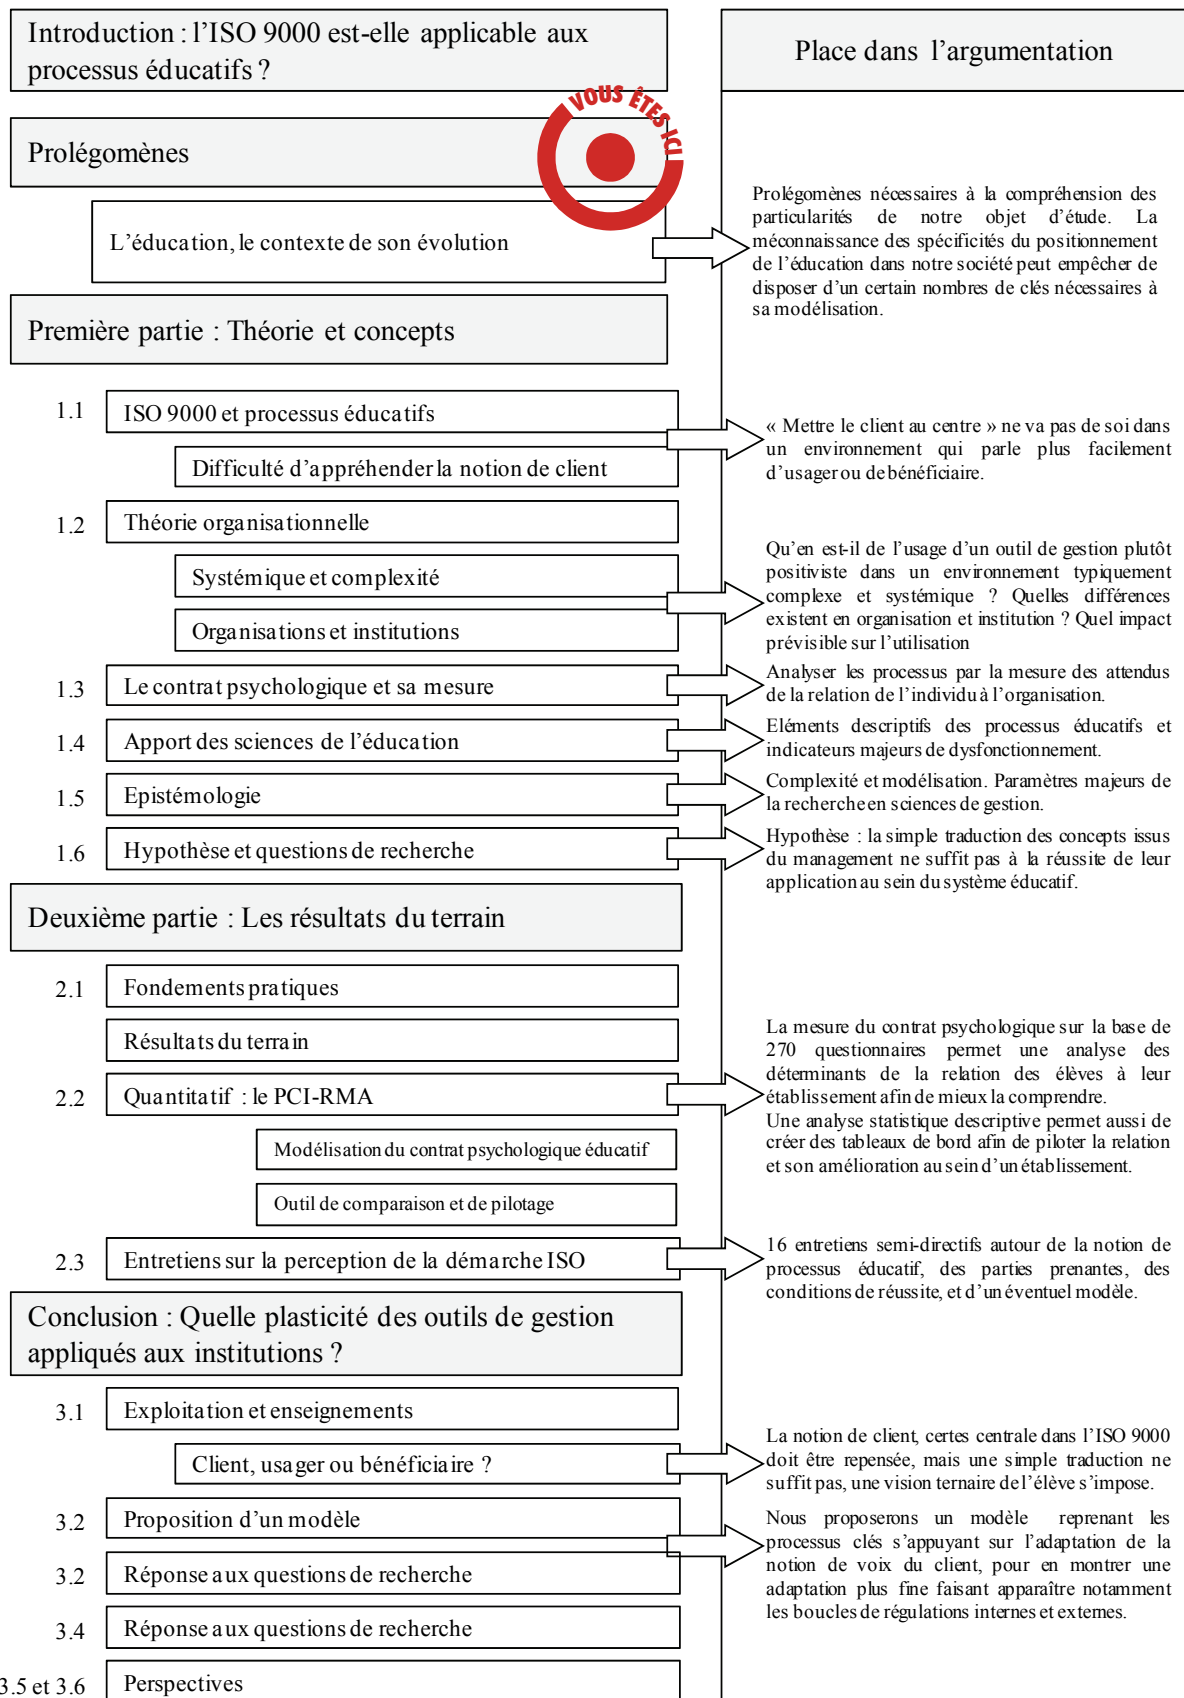 Introduction : l’ISO 9000 est-elle applicable aux
processus éducatifs ?
Place dans l’argumentation
VOUS ÊTES ICI
Prolégomènes
L’éducation, le contexte de son évolution
Prolégomènes nécessaires à la compréhension des
particularités de notre objet d’étude. La
méconnaissance des spécificités du positionnement
de l’éducation dans notre société peut empêcher de
disposer d’un certain nombres de clés nécessaires à
sa modélisation.
Première partie : Théorie et concepts
1.1 ISO 9000 et processus éducatifs
Difficulté d’appréhender la notion de client
« Mettre le client au centre » ne va pas de soi dans
un environnement qui parle plus facilement
d’usager ou de bénéficiaire.
1.2 Théorie organisationnelle
Systémique et complexité
Organisations et institutions
Qu’en est-il de l’usage d’un outil de gestion plutôt
positiviste dans un environnement typiquement
complexe et systémique ? Quelles différences
existent en organisation et institution ? Quel impact
prévisible sur l’utilisation
1.3 Le contrat psychologique et sa mesure
Analyser les processus par la mesure des attendus
de la relation de l’individu à l’organisation.
1.4 Apport des sciences de l’éducation
Eléments descriptifs des processus éducatifs et
indicateurs majeurs de dysfonctionnement.
1.5 Epistémologie
Complexité et modélisation. Paramètres majeurs de
la recherche en sciences de gestion.
1.6 Hypothèse et questions de recherche
Hypothèse : la simple traduction des concepts issus
du management ne suffit pas à la réussite de leur
application au sein du système éducatif.
Deuxième partie : Les résultats du terrain
2.1 Fondements pratiques
Résultats du terrain
2.2 Quantitatif : le PCI-RMA
Modélisation du contrat psychologique éducatif
Outil de comparaison et de pilotage
La mesure du contrat psychologique sur la base de
270 questionnaires permet une analyse des
déterminants de la relation des élèves à leur
établissement afin de mieux la comprendre.
Une analyse statistique descriptive permet aussi de
créer des tableaux de bord afin de piloter la relation
et son amélioration au sein d’un établissement.
2.3 Entretiens sur la perception de la démarche ISO
16 entretiens semi-directifs autour de la notion de
processus éducatif, des parties prenantes, des
conditions de réussite, et d’un éventuel modèle.
Conclusion : Quelle plasticité des outils de gestion
appliqués aux institutions ?
3.1 Exploitation et enseignements
Client, usager ou bénéficiaire ?
La notion de client, certes centrale dans l’ISO 9000
doit être repensée, mais une simple traduction ne
suffit pas, une vision ternaire de l’élève s’impose.
3.2 Proposition d’un modèle
Nous proposerons un modèle reprenant les
processus clés s’appuyant sur l’adaptation de la
notion de voix du client, pour en montrer une
adaptation plus fine faisant apparaître notamment
les boucles de régulations internes et externes.
3.2 Réponse aux questions de recherche
3.4 Réponse aux questions de recherche
3.5 et 3.6 Perspectives